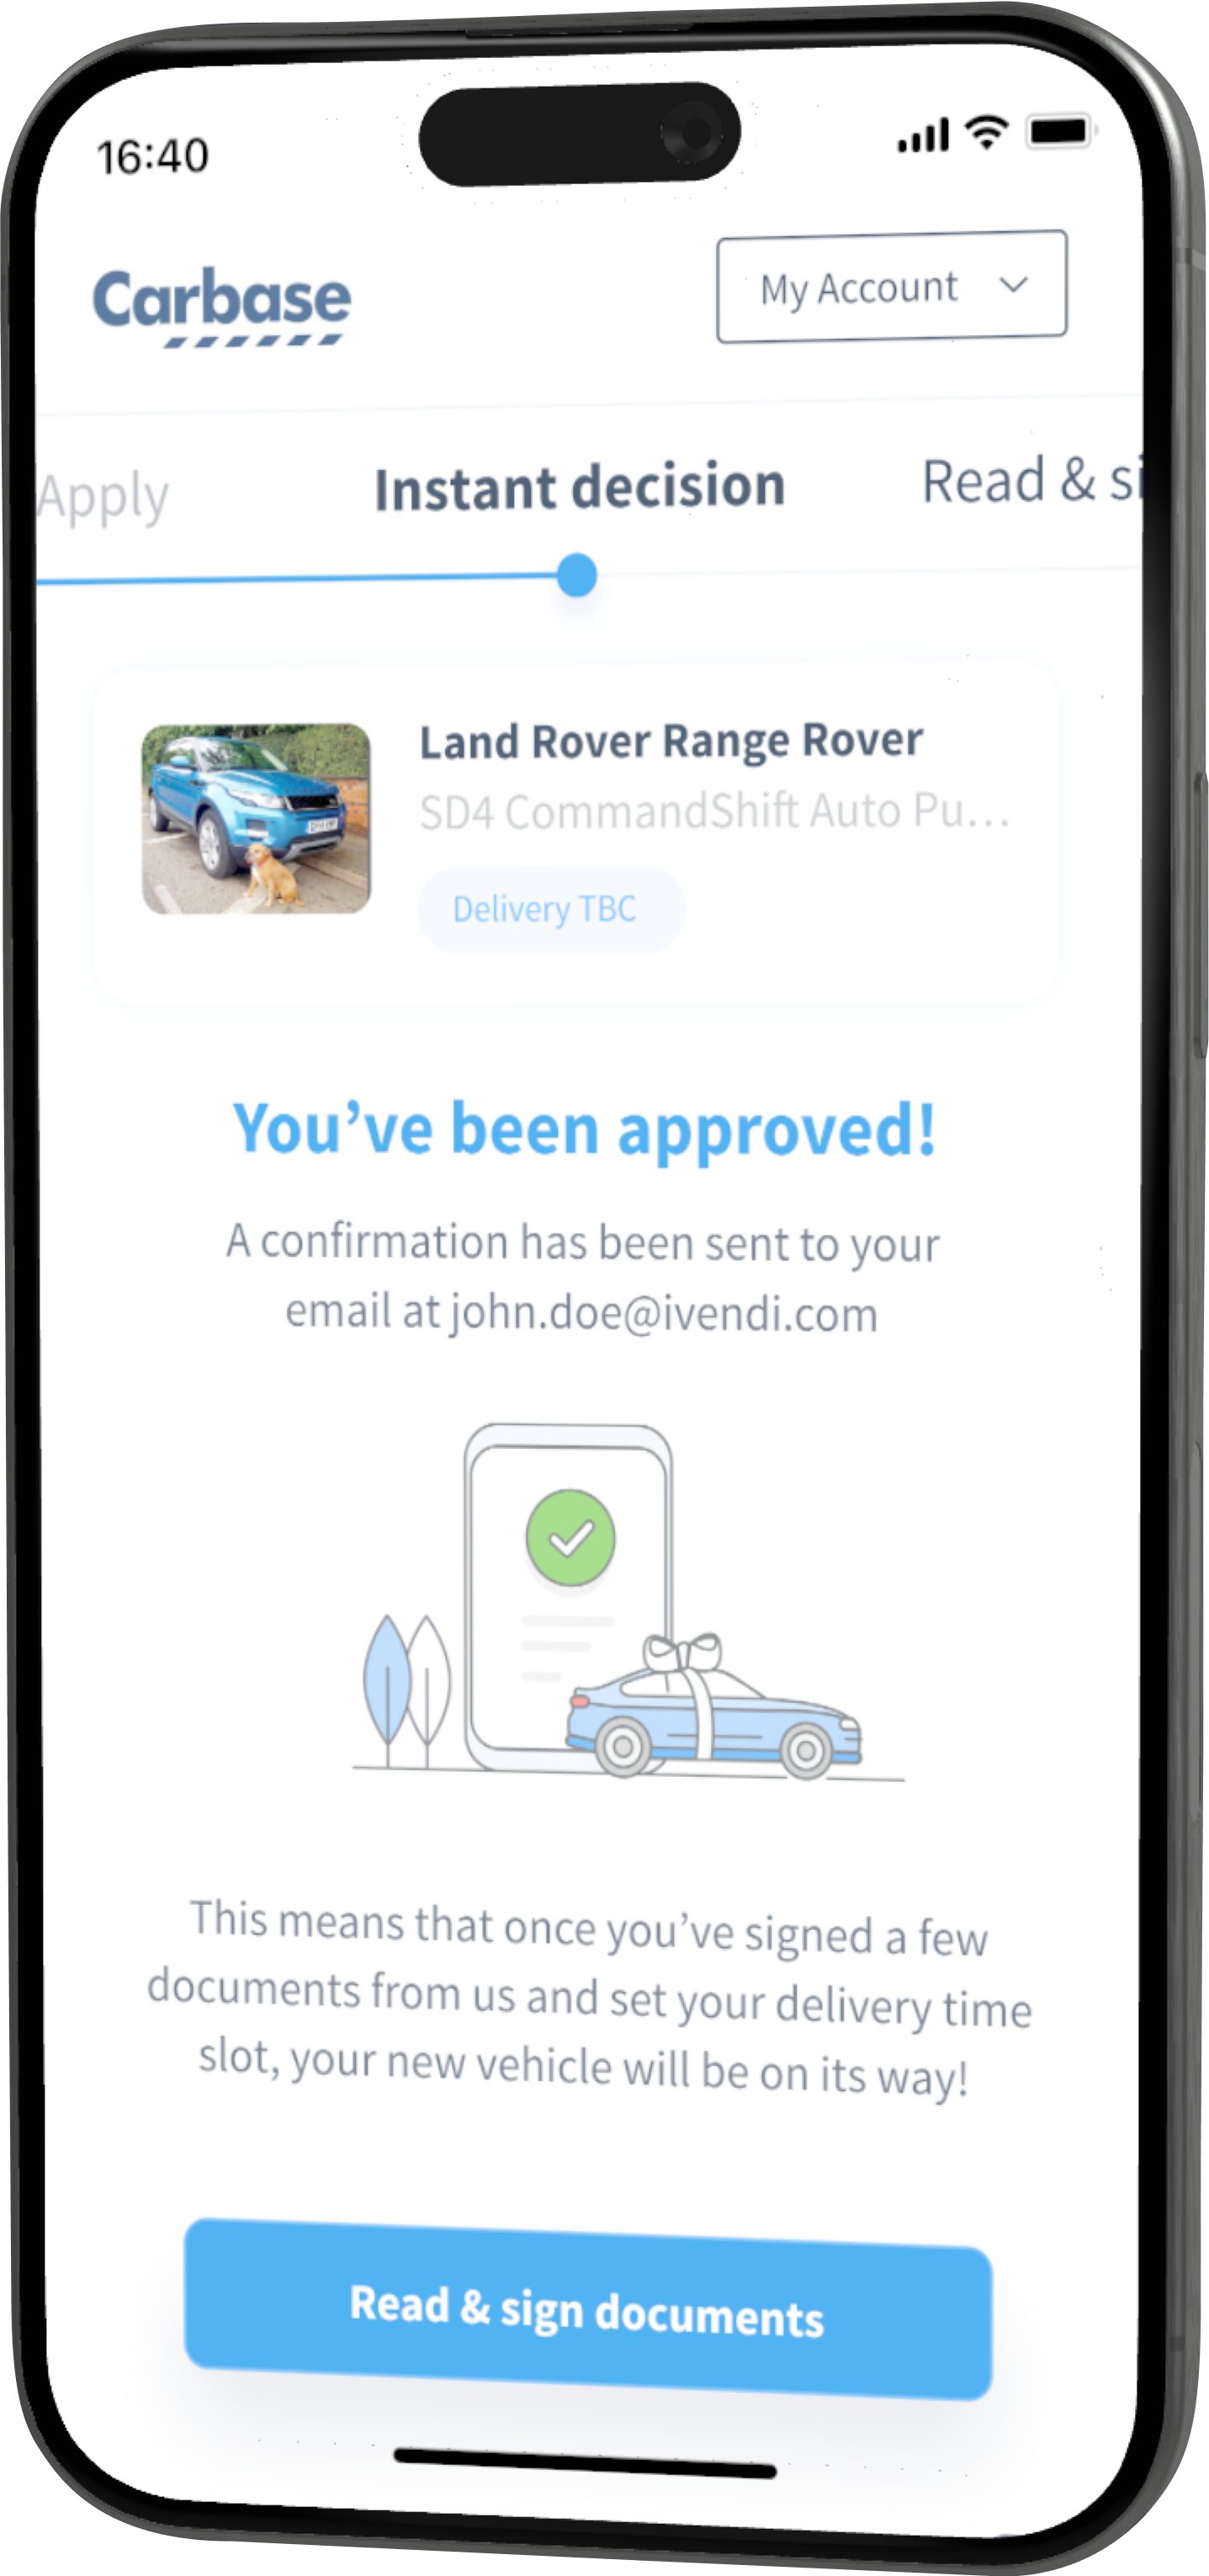 16:40
Carbase
My Account
Apply
Instant decision
Read & si
Land Rover Range Rover
SD4 CommandShift Auto Pu...
Delivery TBC
You’ve been approved!
A confirmation has been sent to your
email at john.doe@ivendi.com
This means that once you’ve signed a few
documents from us and set your delivery time
slot, your new vehicle will be on its way!
Read & sign documents